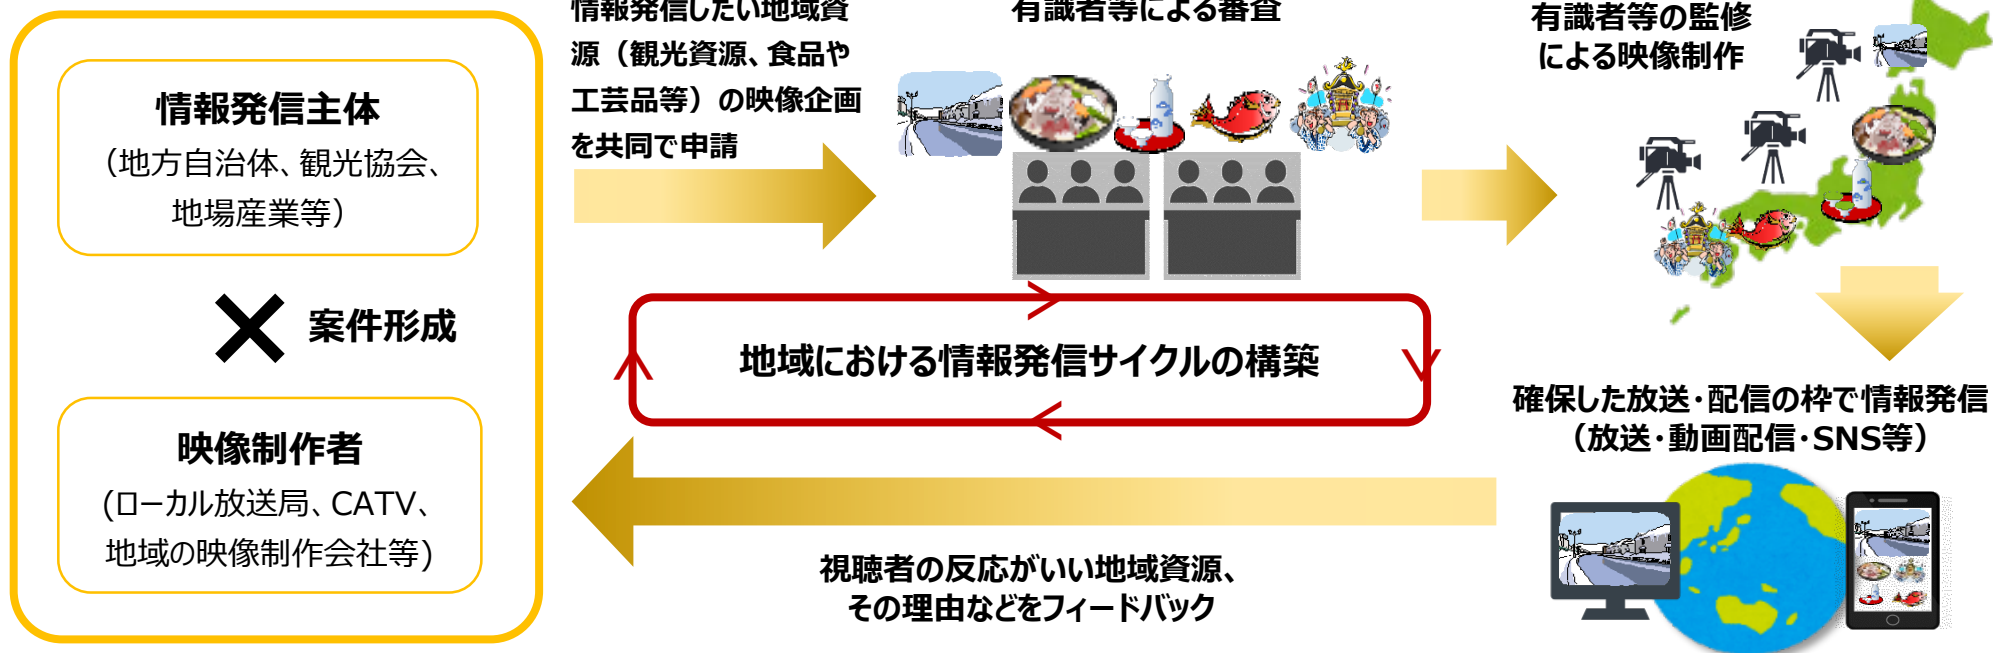 情報発信主体
（地方自治体、観光協会、
地場産業等）
案件形成
映像制作者
(ローカル放送局、CATV、
地域の映像制作会社等)
情報発信したい地域資
源（観光資源、食品や
工芸品等）の映像企画
を共同で申請
有識者等による審査
有識者等の監修
による映像制作
地域における情報発信サイクルの構築
確保した放送・配信の枠で情報発信
（放送・動画配信・SNS等）
視聴者の反応がいい地域資源、
その理由などをフィードバック